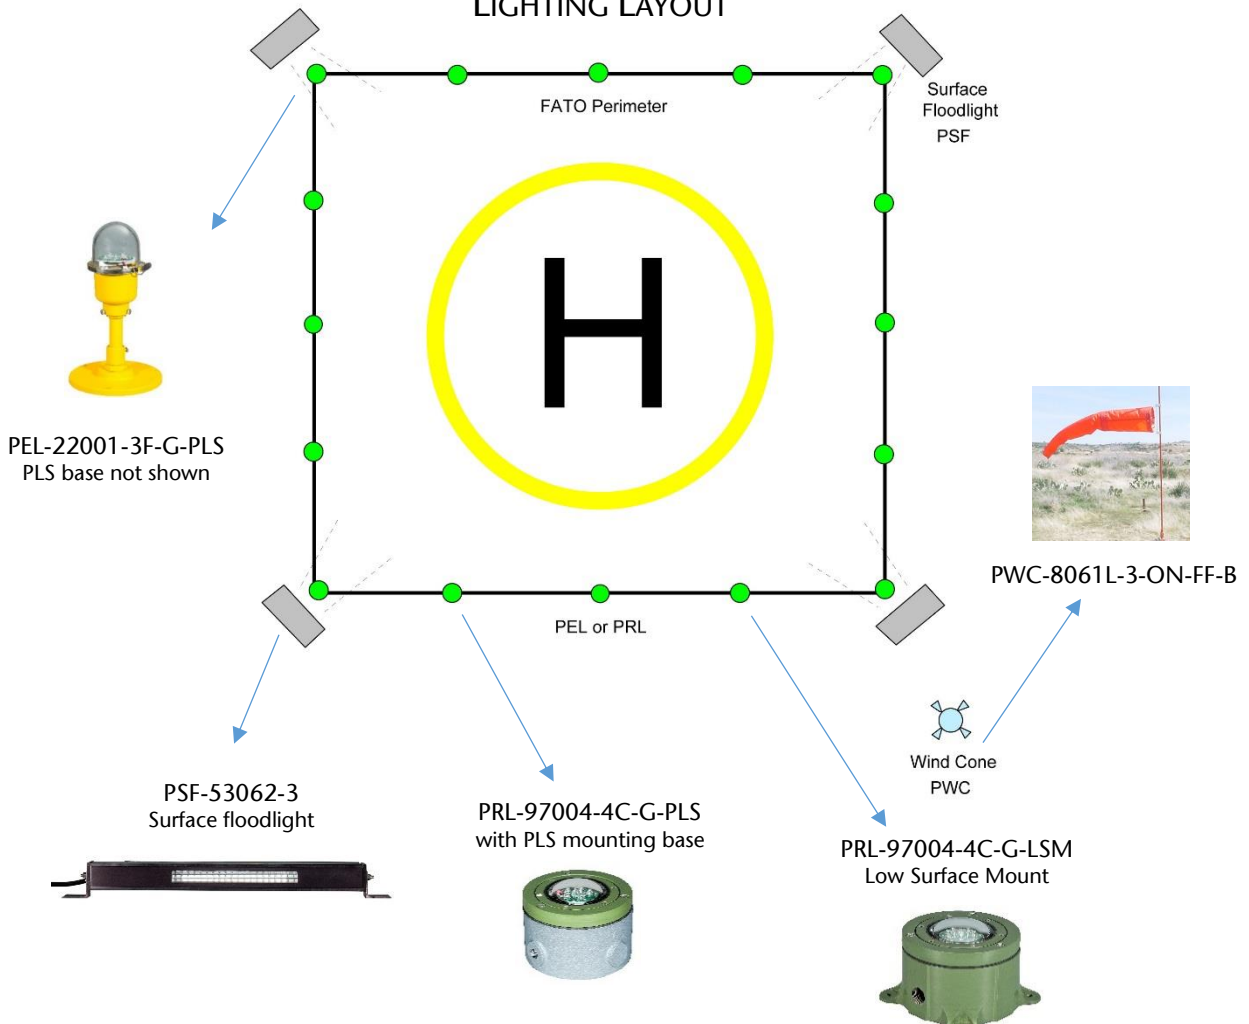 LIGHTING LAYOUT
FATO Perimeter
Surface
Floodlight
PSF
H
PEL-22001-3F-G-PLS
PLS base not shown
PWC-8061L-3-ON-FF-B
PEL or PRL
Wind Cone
PWC
PSF-53062-3
Surface floodlight
PRL-97004-4C-G-PLS
with PLS mounting base
PRL-97004-4C-G-LSM
Low Surface Mount